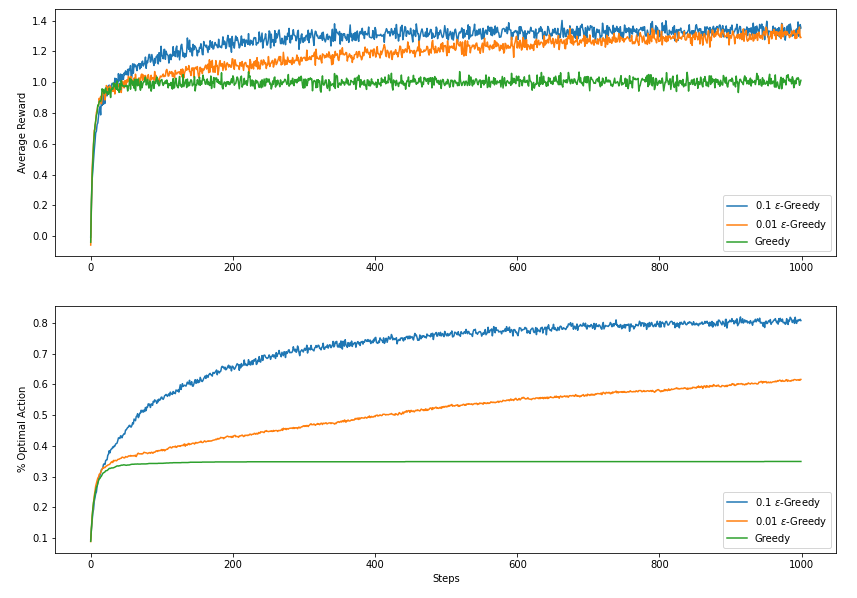 Average Reward
1.4
1.2
1.0
0.8
0.6
0.4
0.2
0.0
0 200 400 600 800 1000
0.1 ε-Greedy
0.01 ε-Greedy
Greedy
% Optimal Action
0.8
0.7
0.6
0.5
0.4
0.3
0.2
0.1
0 200 400 600 800 1000
Steps
0.1 ε-Greedy
0.01 ε-Greedy
Greedy